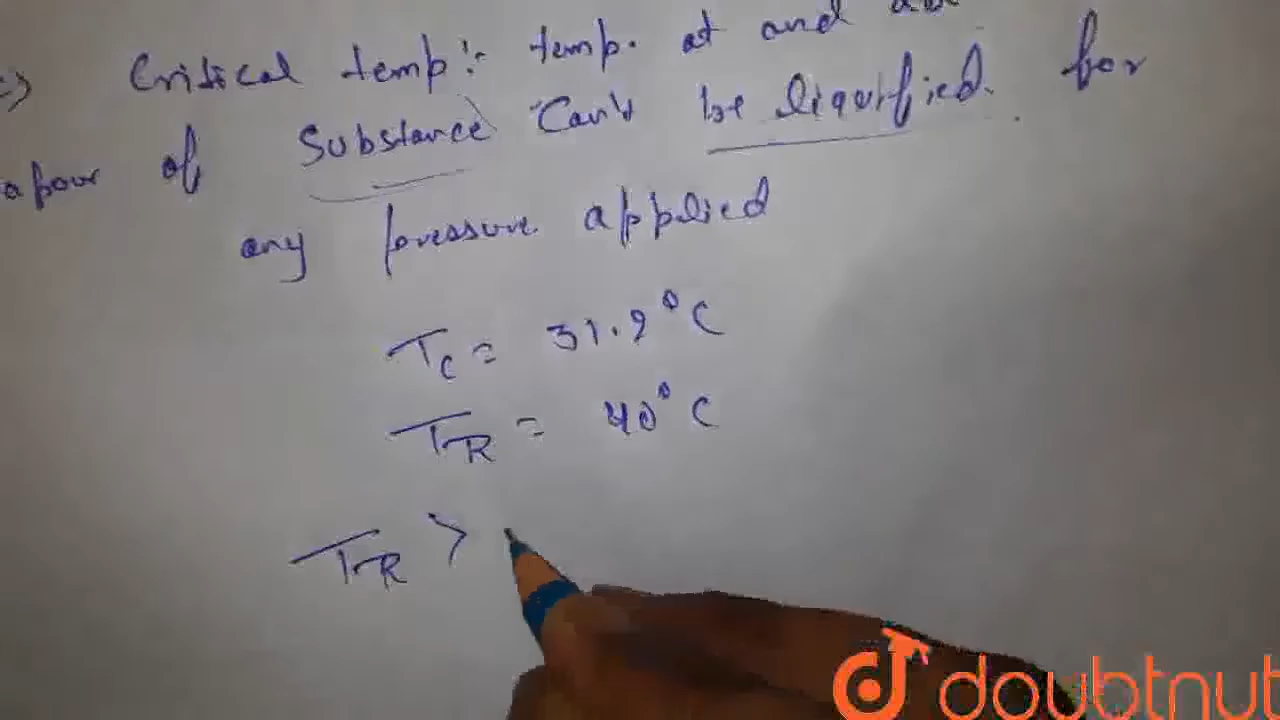 => Critical temp :- temp. at and
of Substance Can't be liquified. for
any pressure applied
Tc = 31.9°C
TR = 40°C
TR >
doubtnut